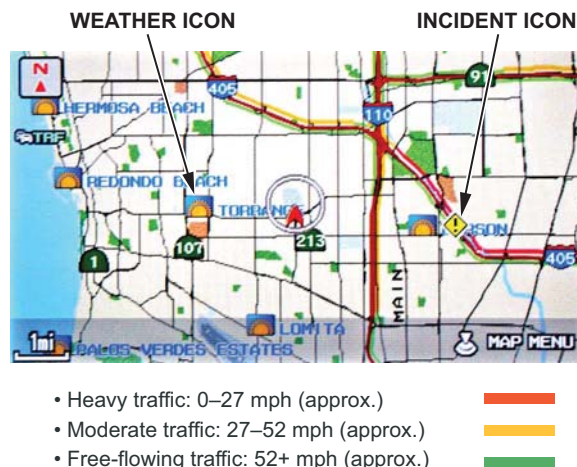 WEATHER ICON INCIDENT ICON
N
405
91
HERMOSA BEACH
110
TRF
REDONDO BEACH
TORRANCE
CARSON
107
213
1
405
MAIN
LOMITA
1mi
MAP MENU
PALOS VERDES ESTATES
• Heavy traffic: 0–27 mph (approx.)
• Moderate traffic: 27–52 mph (approx.)
• Free-flowing traffic: 52+ mph (approx.)